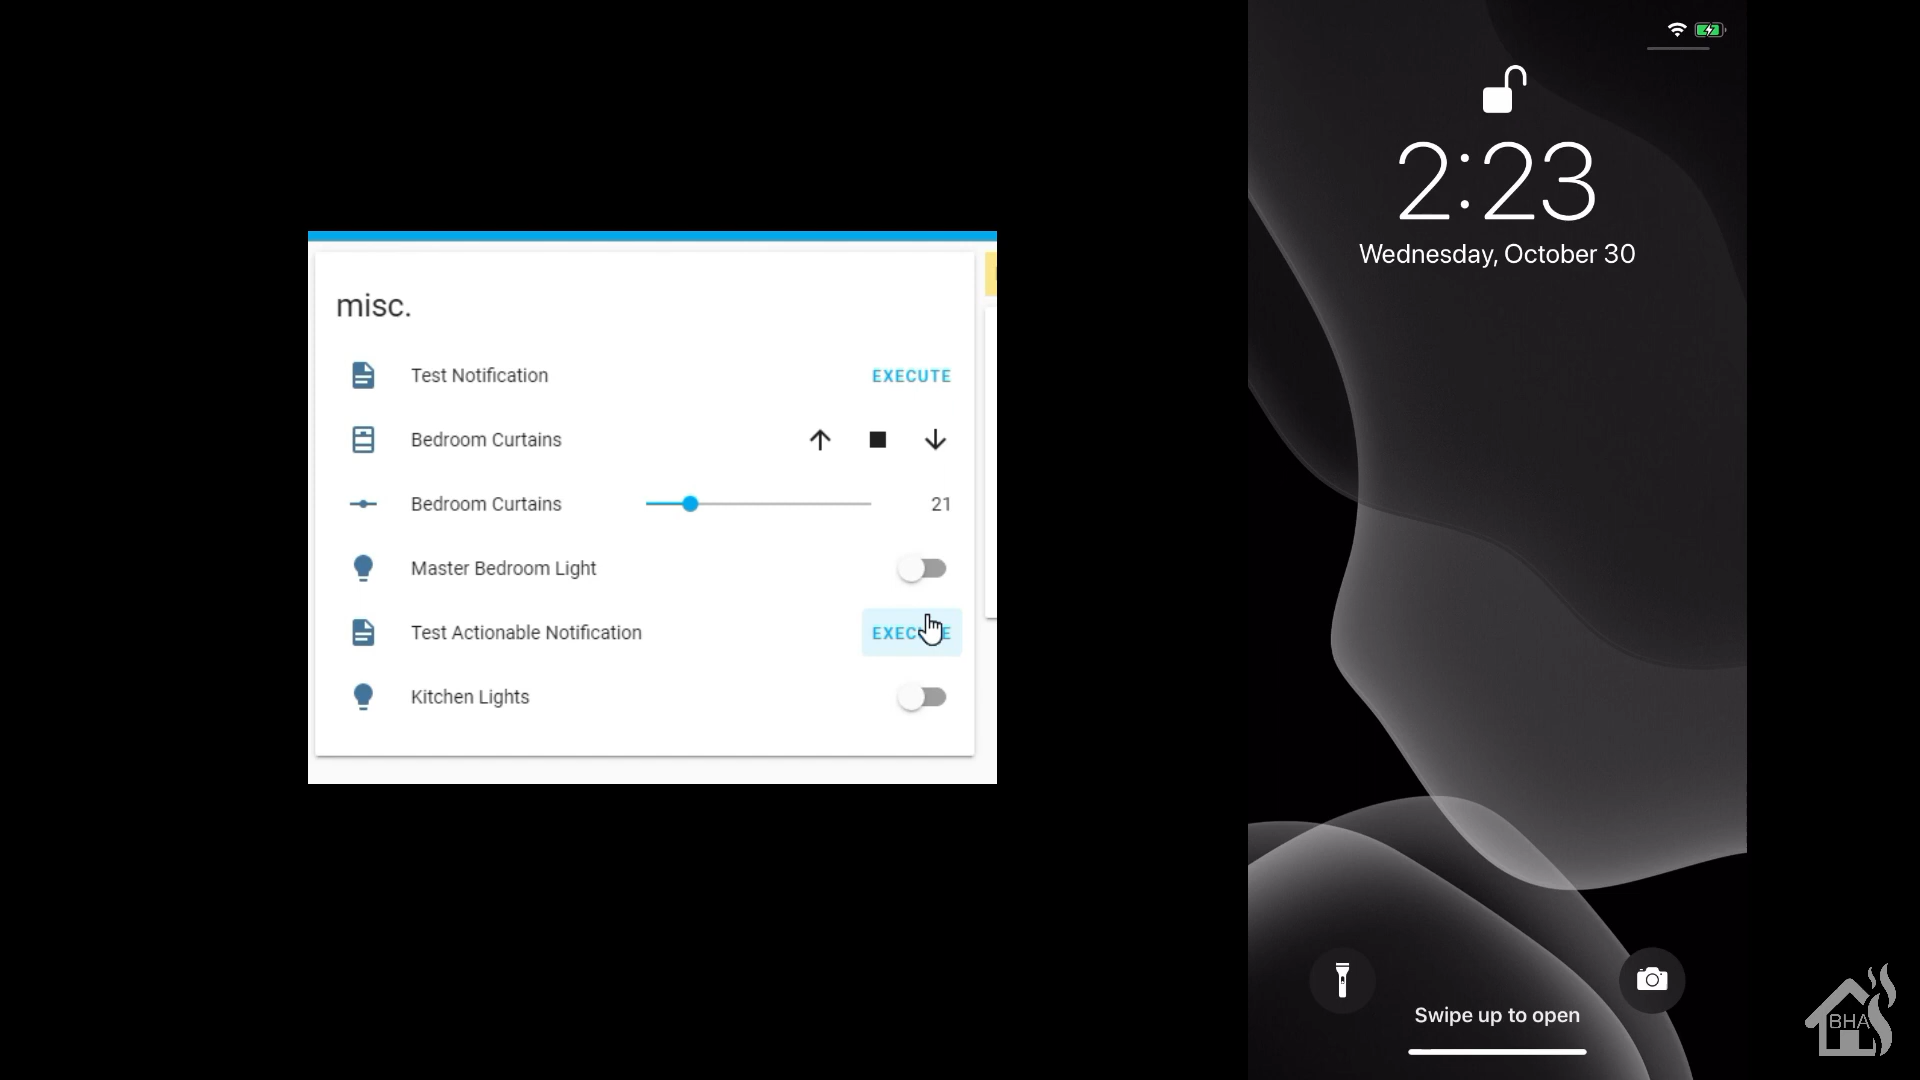 misc.
Test Notification EXECUTE
Bedroom Curtains
Bedroom Curtains 21
Master Bedroom Light
Test Actionable Notification
Kitchen Lights
2:23
Wednesday, October 30
Swipe up to open
BHA